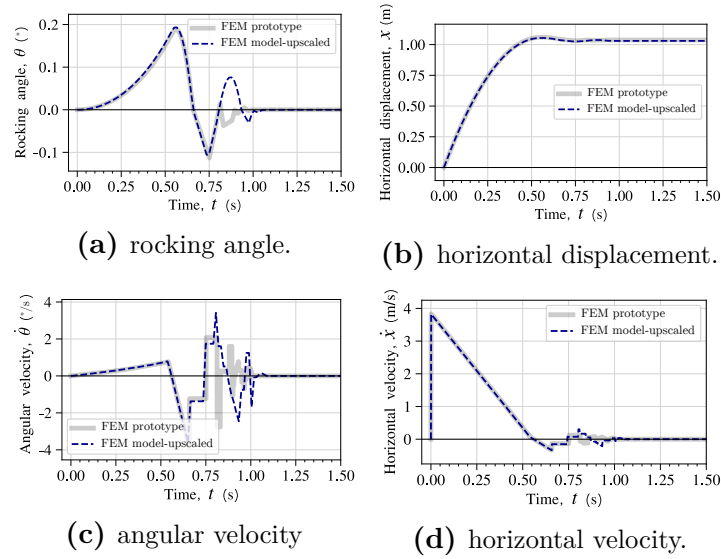 Rocking angle, θ (°)
0.2
0.1
0.0
−0.1
FEM prototype
FEM model-upscaled
0.00 0.25 0.50 0.75 1.00 1.25 1.50
Time, t (s)
(a) rocking angle.
Horizontal displacement, x (m)
1.00
0.75
0.50
0.25
0.00
FEM prototype
FEM model-upscaled
0.00 0.25 0.50 0.75 1.00 1.25 1.50
Time, t (s)
(b) horizontal displacement.
Angular velocity, θ̇ (°/s)
4
2
0
−2
−4
FEM prototype
FEM model-upscaled
0.00 0.25 0.50 0.75 1.00 1.25 1.50
Time, t (s)
(c) angular velocity
Horizontal velocity, ẋ (m/s)
4
2
0
FEM prototype
FEM model-upscaled
0.00 0.25 0.50 0.75 1.00 1.25 1.50
Time, t (s)
(d) horizontal velocity.